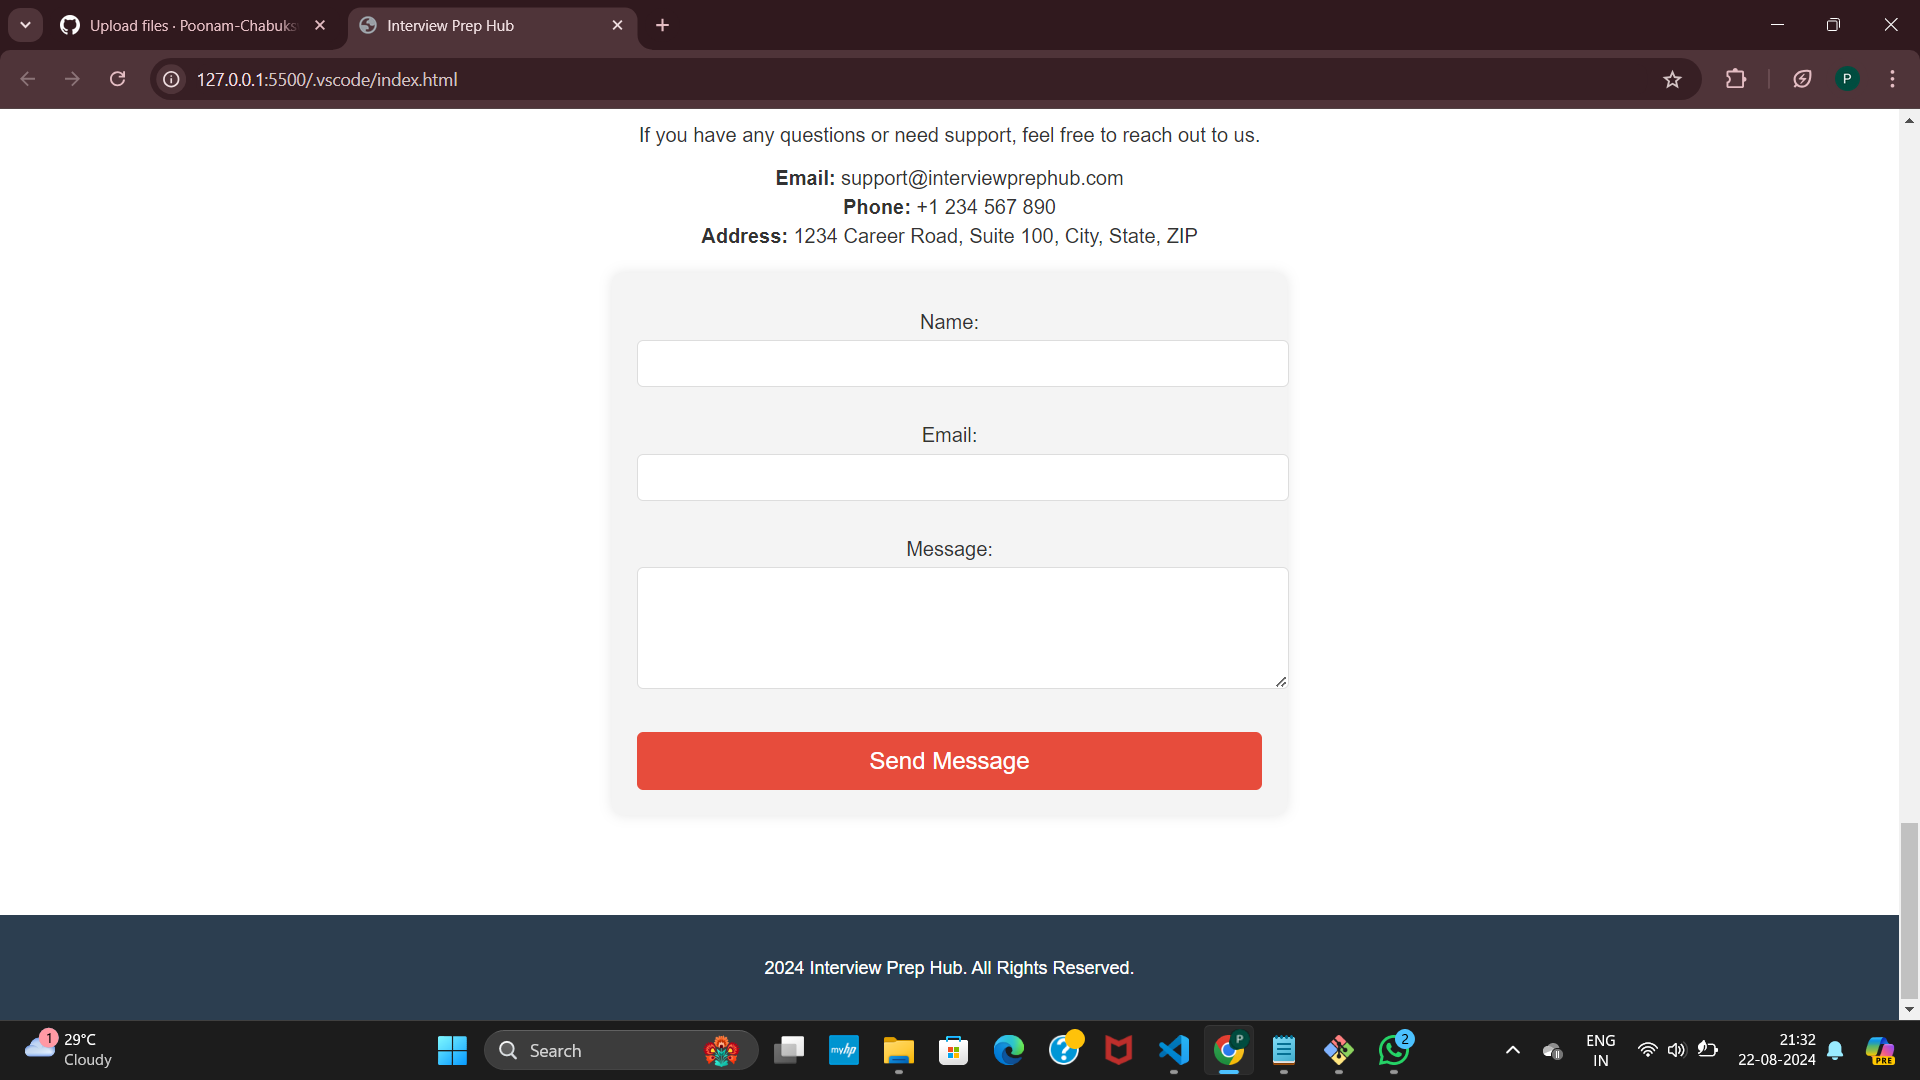 Upload files · Poonam-Chabuks
Interview Prep Hub
127.0.0.1:5500/.vscode/index.html
P
If you have any questions or need support, feel free to reach out to us.
Email: support@interviewprephub.com
Phone: +1 234 567 890
Address: 1234 Career Road, Suite 100, City, State, ZIP
Name:
Email:
Message:
Send Message
2024 Interview Prep Hub. All Rights Reserved.
1
29°C
Cloudy
Search
myhp
P
2
ENG
IN
21:32
22-08-2024
PRE